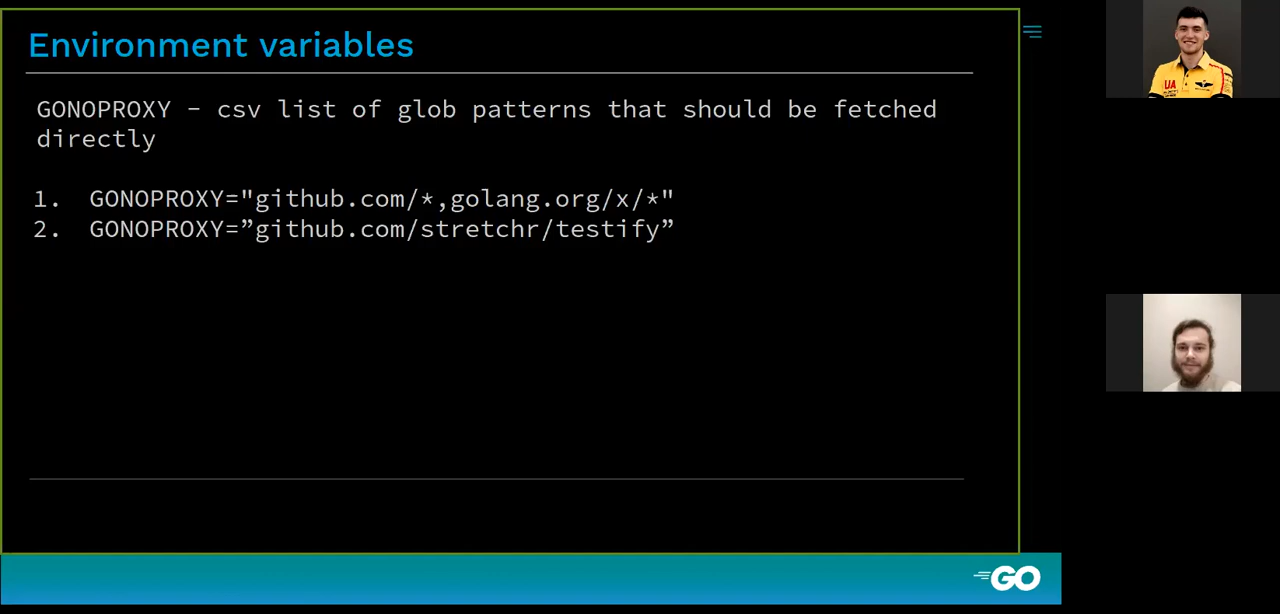 Environment variables
GONOPROXY - csv list of glob patterns that should be fetched
directly
1. GONOPROXY="github.com/*,golang.org/x/*"
2. GONOPROXY=”github.com/stretchr/testify”
GO
UA